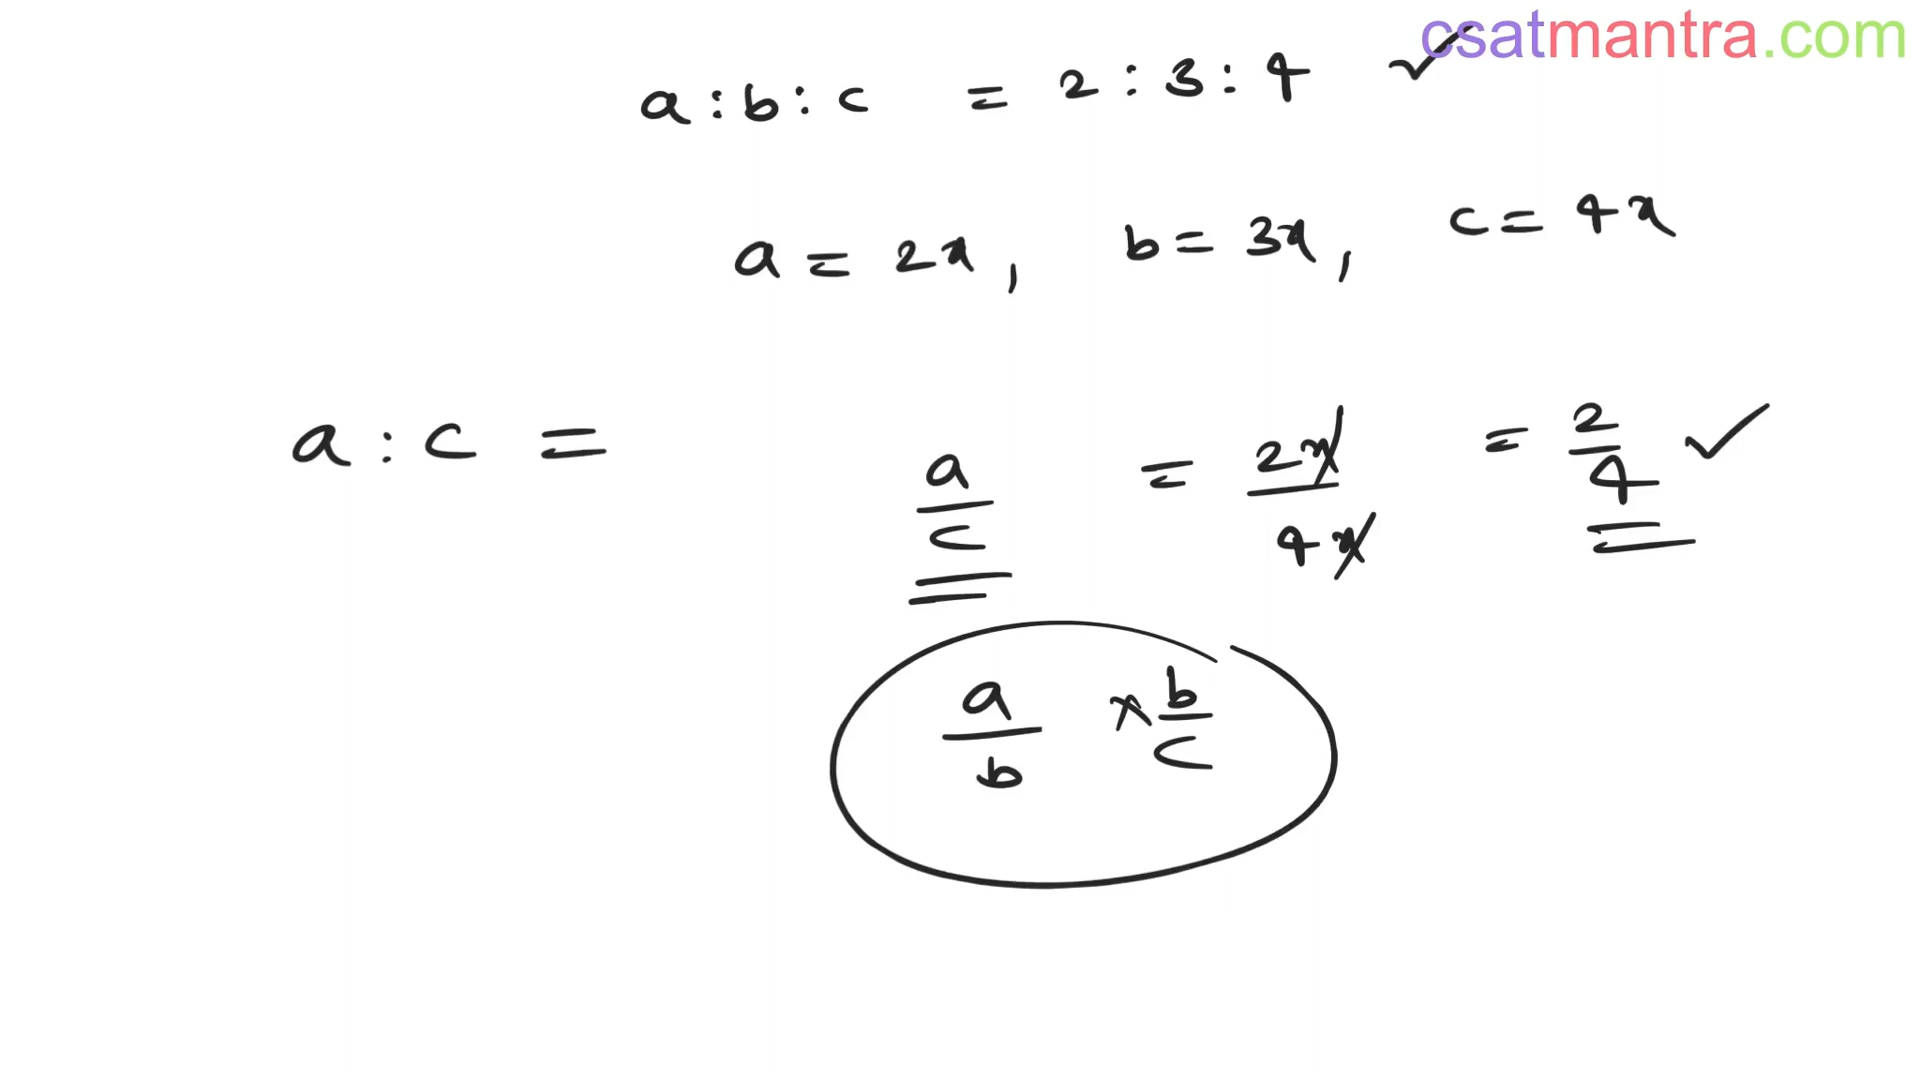 csatmantra.com
a : b : c = 2 : 3 : 4 ✓
a = 2x, b = 3x, c = 4x
a : c = a/c = 2x/4x = 2/4 ✓
a/b × b/c